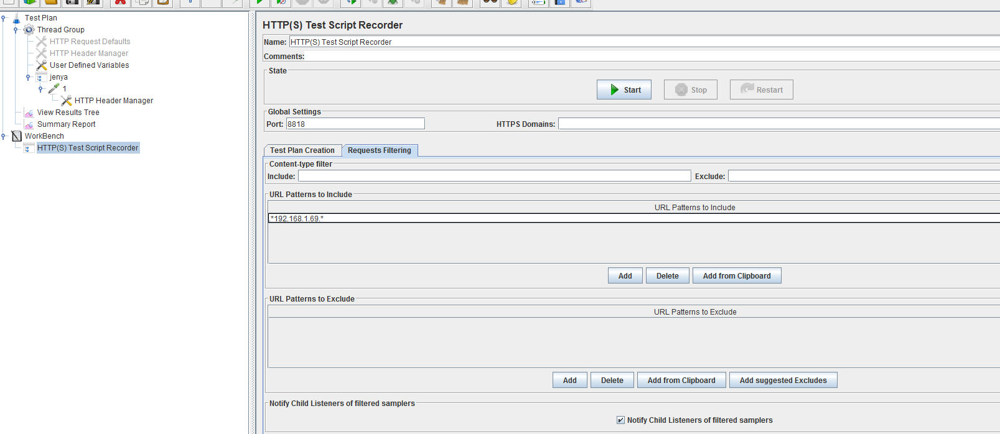 Test Plan
Thread Group
HTTP Request Defaults
HTTP Header Manager
User Defined Variables
jenya
1
HTTP Header Manager
View Results Tree
Summary Report
WorkBench
HTTP(S) Test Script Recorder
HTTP(S) Test Script Recorder
Name: HTTP(S) Test Script Recorder
Comments:
State
Start Stop Restart
Global Settings
Port: 8818 HTTPS Domains:
Test Plan Creation Requests Filtering
Content-type filter
Include: Exclude:
URL Patterns to Include
URL Patterns to Include
.*192.168.1.69.*
Add Delete Add from Clipboard
URL Patterns to Exclude
URL Patterns to Exclude
Add Delete Add from Clipboard Add suggested Excludes
Notify Child Listeners of filtered samplers
Notify Child Listeners of filtered samplers